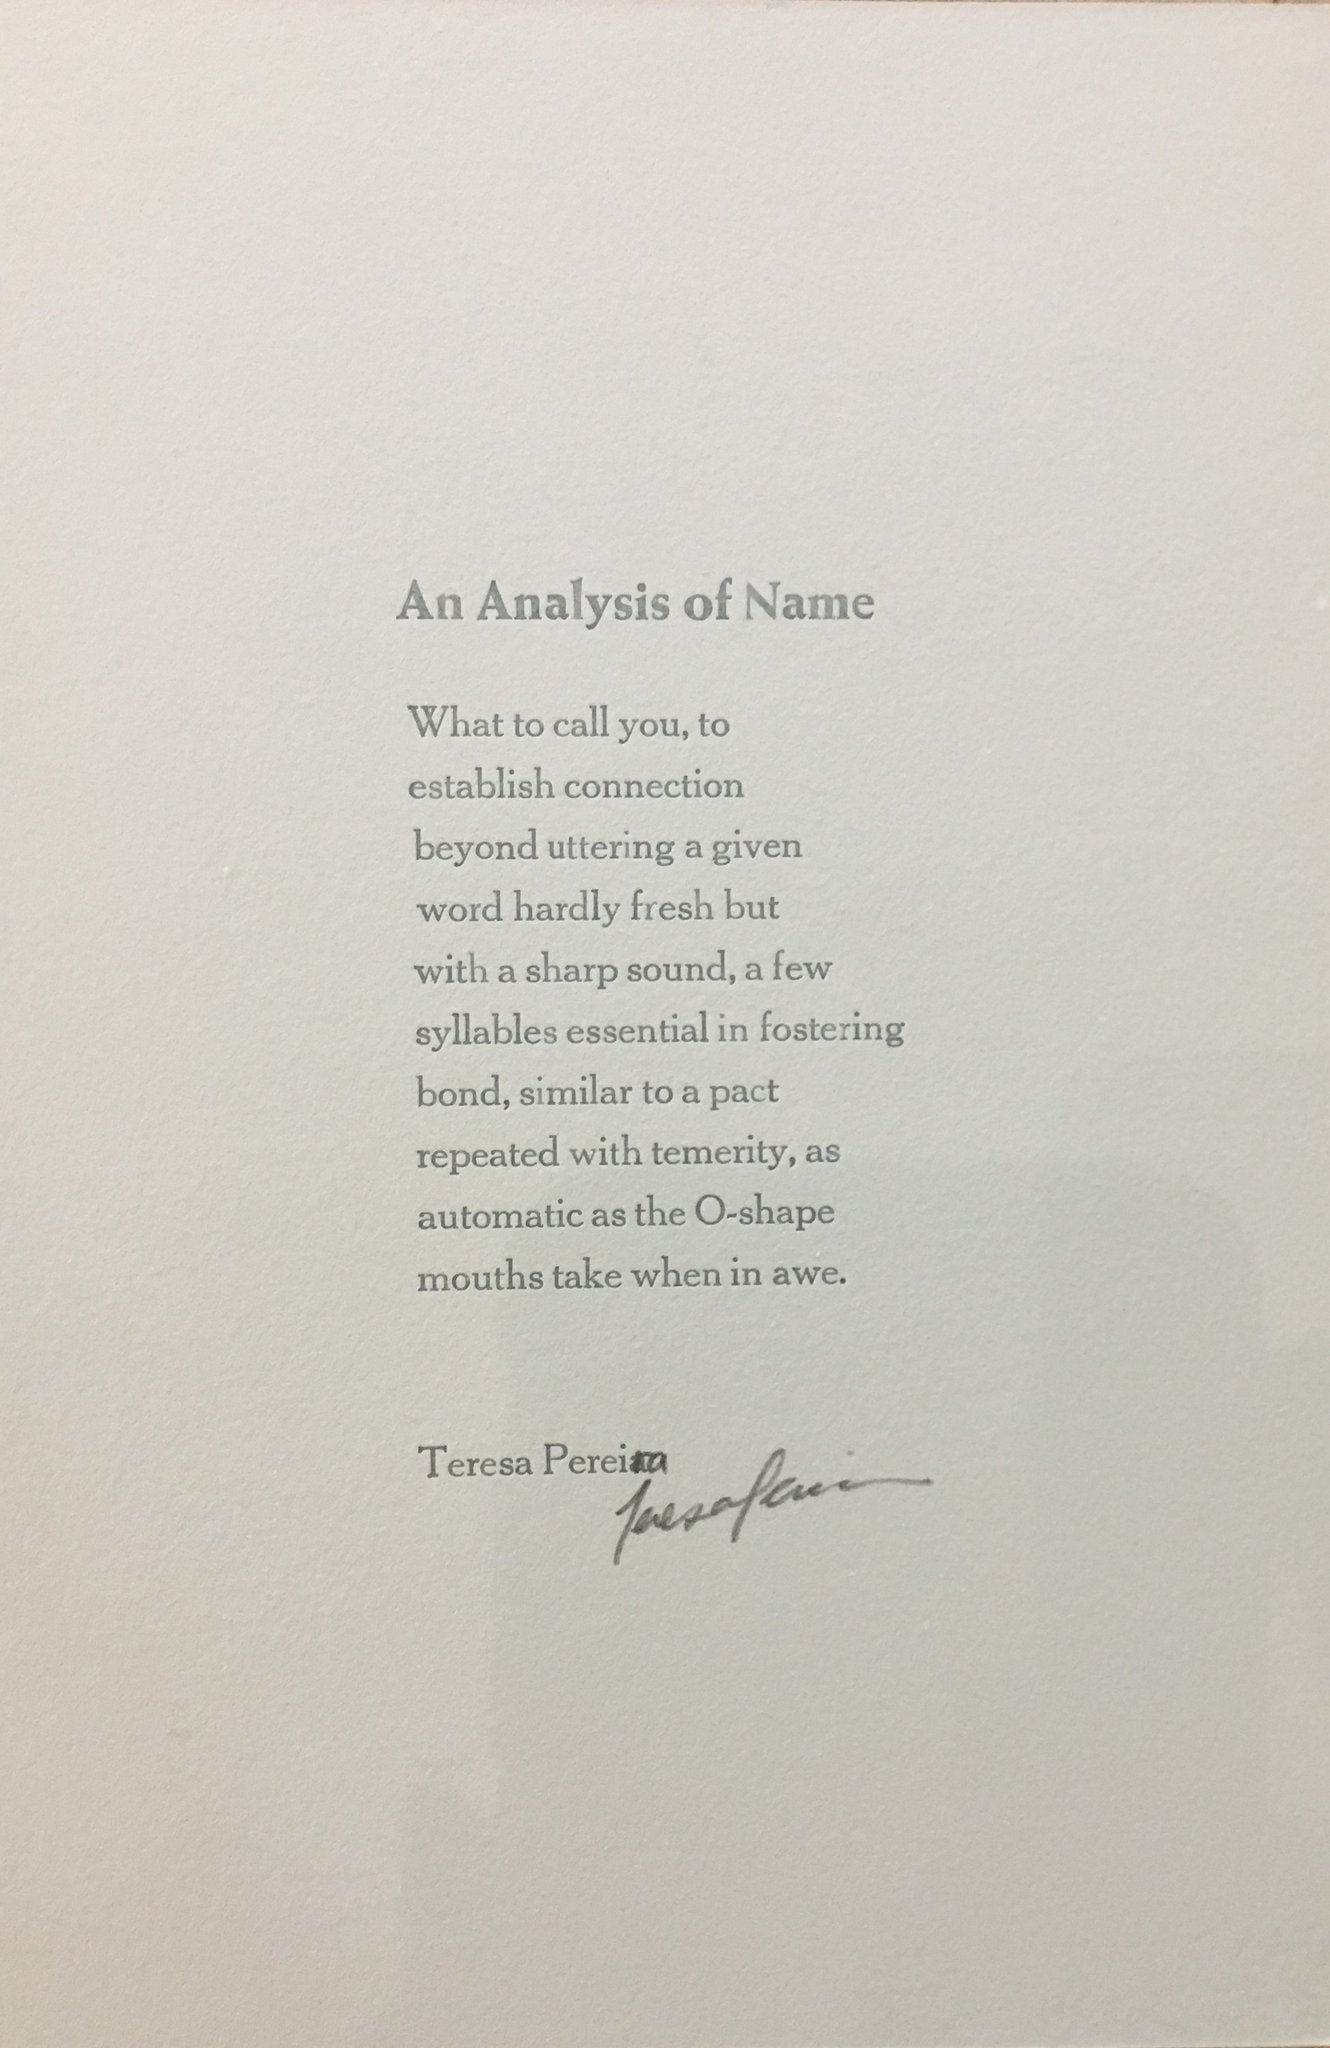 An Analysis of Name
What to call you, to
establish connection
beyond uttering a given
word hardly fresh but
with a sharp sound, a few
syllables essential in fostering
bond, similar to a pact
repeated with temerity, as
automatic as the O-shape
mouths take when in awe.
Teresa Pereira
Teresa Pereira